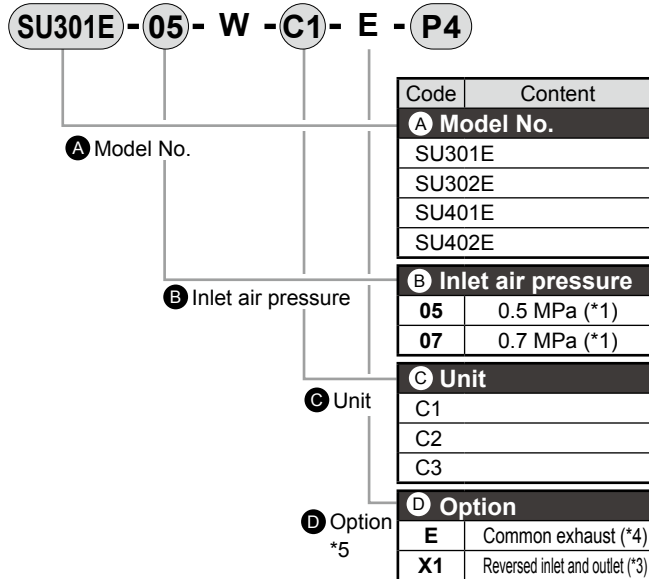 SU301E - 05 - W - C1 - E - P4
Code Content
A Model No.
SU301E
SU302E
SU401E
SU402E
A Model No.
B Inlet air pressure
05 0.5 MPa (*1)
07 0.7 MPa (*1)
B Inlet air pressure
C Unit
C1
C2
C3
C Unit
D Option
E Common exhaust (*4)
X1 Reversed inlet and outlet (*3)
D Option
*5